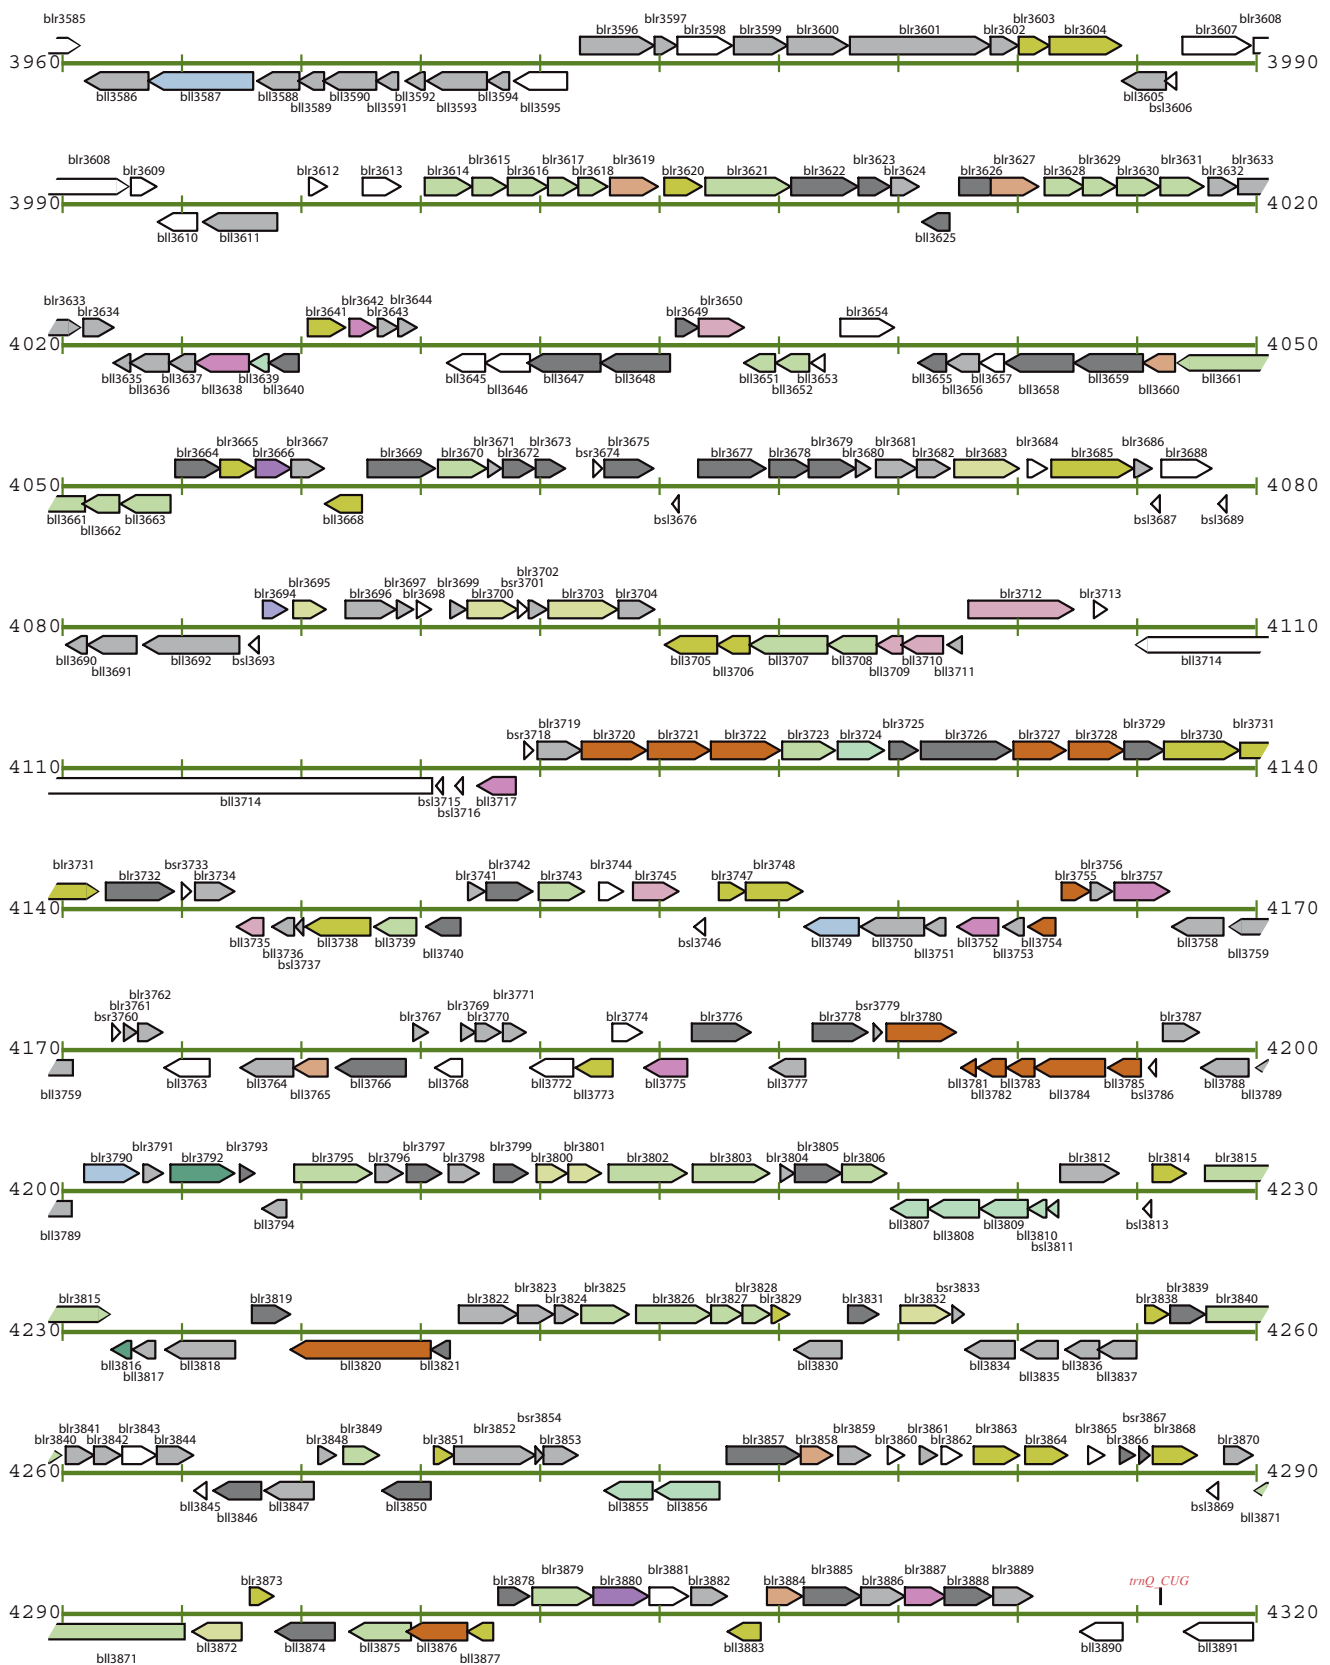 blr3585 blr3597 blr3603 blr3608
blr3596 blr3598 blr3599 blr3600 blr3601 blr3602 blr3604 blr3607
3960 3990
bll3586 bll3587 bll3588 bll3590 bll3592 bll3594 bll3605
bll3589 bll3591 bll3593 bll3595 bsl3606
blr3608 blr3609 blr3612 blr3613 blr3614 blr3615 blr3616 blr3617 blr3618 blr3619 blr3620 blr3621 blr3622 blr3623 blr3624 blr3626 blr3627 blr3628 blr3629 blr3630 blr3631 blr3632 blr3633
3990 4020
bll3610 bll3611 bll3625
blr3633 blr3634 blr3641 blr3642 blr3643 blr3644 blr3649 blr3650 blr3654
4020 4050
bll3635 bll3637 bll3639 bll3645 bll3647 bll3648 bll3651 bll3653 bll3655 bll3657 bll3659 bll3661
bll3636 bll3638 bll3640 bll3646 bll3652 bll3656 bll3658 bll3660
blr3664 blr3665 blr3666 blr3667 blr3669 blr3670 blr3671 blr3672 blr3673 bsr3674 blr3675 blr3677 blr3678 blr3679 blr3680 blr3681 blr3682 blr3683 blr3684 blr3685 blr3686 blr3688
4050 4080
bll3661 bll3663 bll3668 bsl3676 bsl3687 bsl3689
bll3662
blr3702
blr3694 blr3695 blr3696 blr3697 blr3698 blr3699 blr3700 bsr3701 blr3703 blr3704 blr3712 blr3713
4080 4110
bll3690 bll3692 bsl3693 bll3705 bll3707 bll3708 bll3710 bll3714
bll3691 bll3706 bll3709 bll3711
bsr3718 blr3719 blr3720 blr3721 blr3722 blr3723 blr3724 blr3725 blr3726 blr3727 blr3728 blr3729 blr3730 blr3731
4110 4140
bll3714 bsl3715 bll3717
bsl3716
blr3731 blr3732 bsr3733 blr3734 blr3741 blr3742 blr3743 blr3744 blr3745 blr3747 blr3748 blr3755 blr3756 blr3757
4140 4170
bll3735 bll3736 bll3738 bll3739 bll3740 bsl3746 bll3749 bll3750 bll3751 bll3752 bll3754 bll3758 bll3759
bsl3737 bll3753
blr3762 blr3771
bsr3760 blr3761 blr3767 blr3769 blr3770 blr3774 blr3776 blr3778 bsr3779 blr3780 blr3787
4170 4200
bll3759 bll3763 bll3764 bll3765 bll3766 bll3768 bll3772 bll3773 bll3775 bll3777 bll3781 bll3783 bll3785 bll3788
bll3782 bll3784 bsl3786 bll3789
blr3790 blr3791 blr3792 blr3793 blr3795 blr3796 blr3797 blr3798 blr3799 blr3800 blr3801 blr3802 blr3803 blr3804 blr3805 blr3806 blr3812 blr3814 blr3815
4200 4230
bll3789 bll3794 bll3807 bll3808 bll3809 bll3810 bsl3811 bsl3813
blr3815 blr3819 blr3822 blr3823 blr3824 blr3825 blr3826 blr3827 blr3828 blr3829 blr3831 blr3832 bsr3833 blr3838 blr3839 blr3840
4230 4260
bll3816 bll3818 bll3820 bll3821 bll3830 bll3834 bll3836
bll3817 bll3835 bll3837
blr3840 blr3841 blr3842 blr3843 blr3844 blr3848 blr3849 blr3851 blr3852 bsr3854 blr3853 blr3857 blr3858 blr3859 blr3860 blr3861 blr3862 blr3863 blr3864 blr3865 blr3866 bsr3867 blr3868 blr3870
4260 4290
bll3845 bll3847 bll3850 bll3855 bll3856 bsl3869
bll3846 bll3871
blr3873 blr3878 blr3879 blr3880 blr3881 blr3882 blr3884 blr3885 blr3886 blr3887 blr3888 blr3889 trnQ_CUG
4290 4320
bll3871 bll3872 bll3874 bll3875 bll3876 bll3877 bll3883 bll3890 bll3891